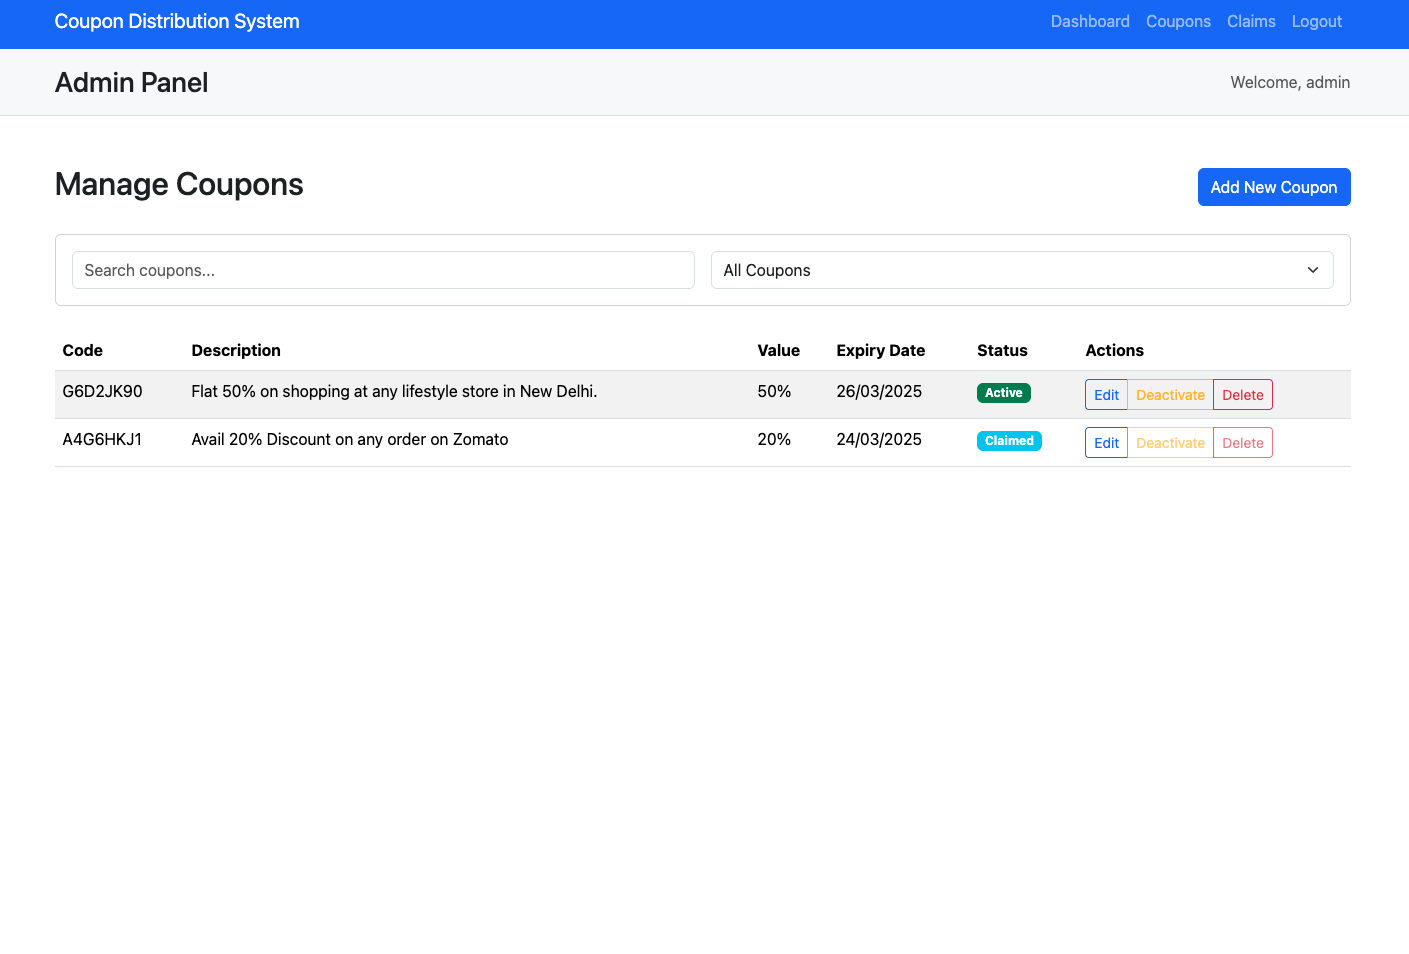 Coupon Distribution System Dashboard Coupons Claims Logout
Admin Panel Welcome, admin
Manage Coupons Add New Coupon
Search coupons... All Coupons
Code Description Value Expiry Date Status Actions
G6D2JK90 Flat 50% on shopping at any lifestyle store in New Delhi. 50% 26/03/2025 Active Edit Deactivate Delete
A4G6HKJ1 Avail 20% Discount on any order on Zomato 20% 24/03/2025 Claimed Edit Deactivate Delete